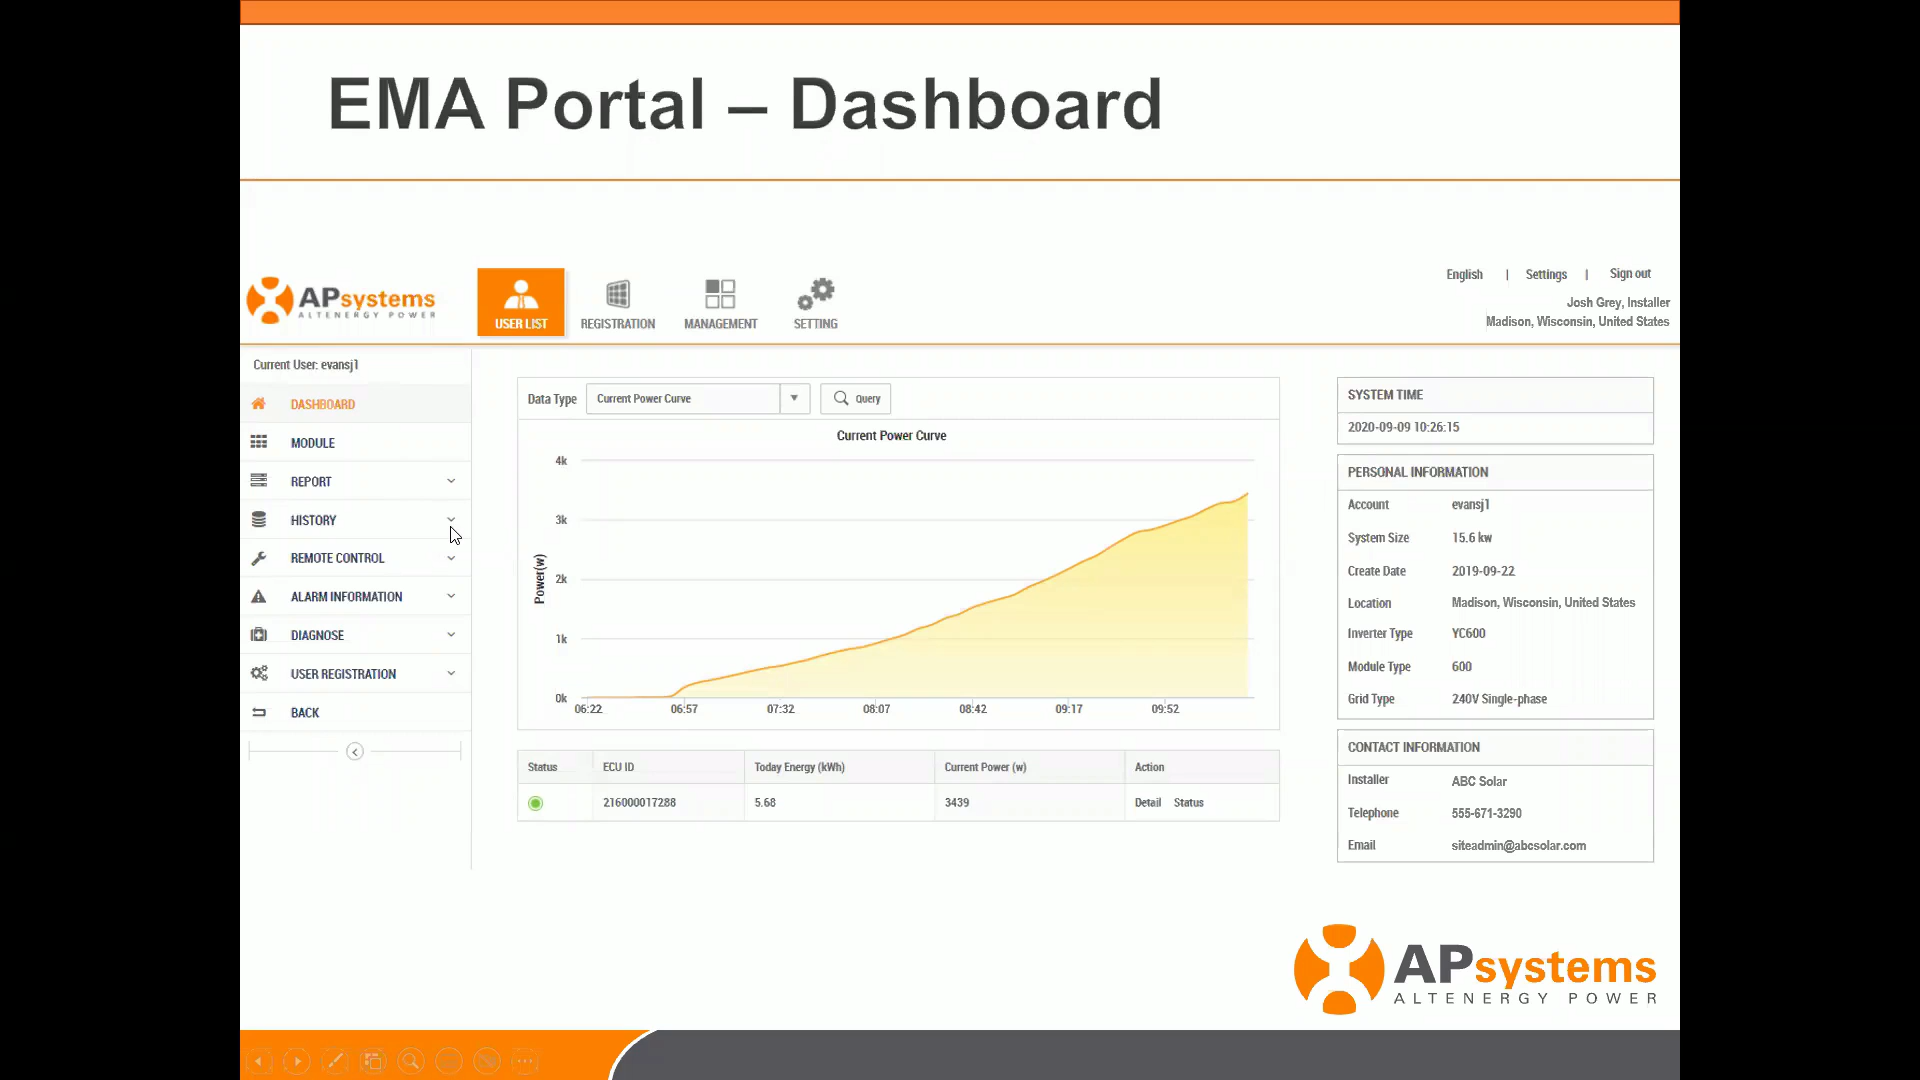 EMA Portal – Dashboard
APsystems
ALTENERGY POWER
USER LIST
REGISTRATION
MANAGEMENT
SETTING
English | Settings | Sign out
Josh Grey, Installer
Madison, Wisconsin, United States
Current User: evansj1
DASHBOARD
MODULE
REPORT
HISTORY
REMOTE CONTROL
ALARM INFORMATION
DIAGNOSE
USER REGISTRATION
BACK
Data Type Current Power Curve Query
Current Power Curve
Power(w)
4k
3k
2k
1k
0k
06:22 06:57 07:32 08:07 08:42 09:17 09:52
Status ECU ID Today Energy (kWh) Current Power (w) Action
216000017288 5.68 3439 Detail Status
SYSTEM TIME
2020-09-09 10:26:15
PERSONAL INFORMATION
Account evansj1
System Size 15.6 kw
Create Date 2019-09-22
Location Madison, Wisconsin, United States
Inverter Type YC600
Module Type 600
Grid Type 240V Single-phase
CONTACT INFORMATION
Installer ABC Solar
Telephone 555-671-3290
Email siteadmin@abcsolar.com
APsystems
ALTENERGY POWER